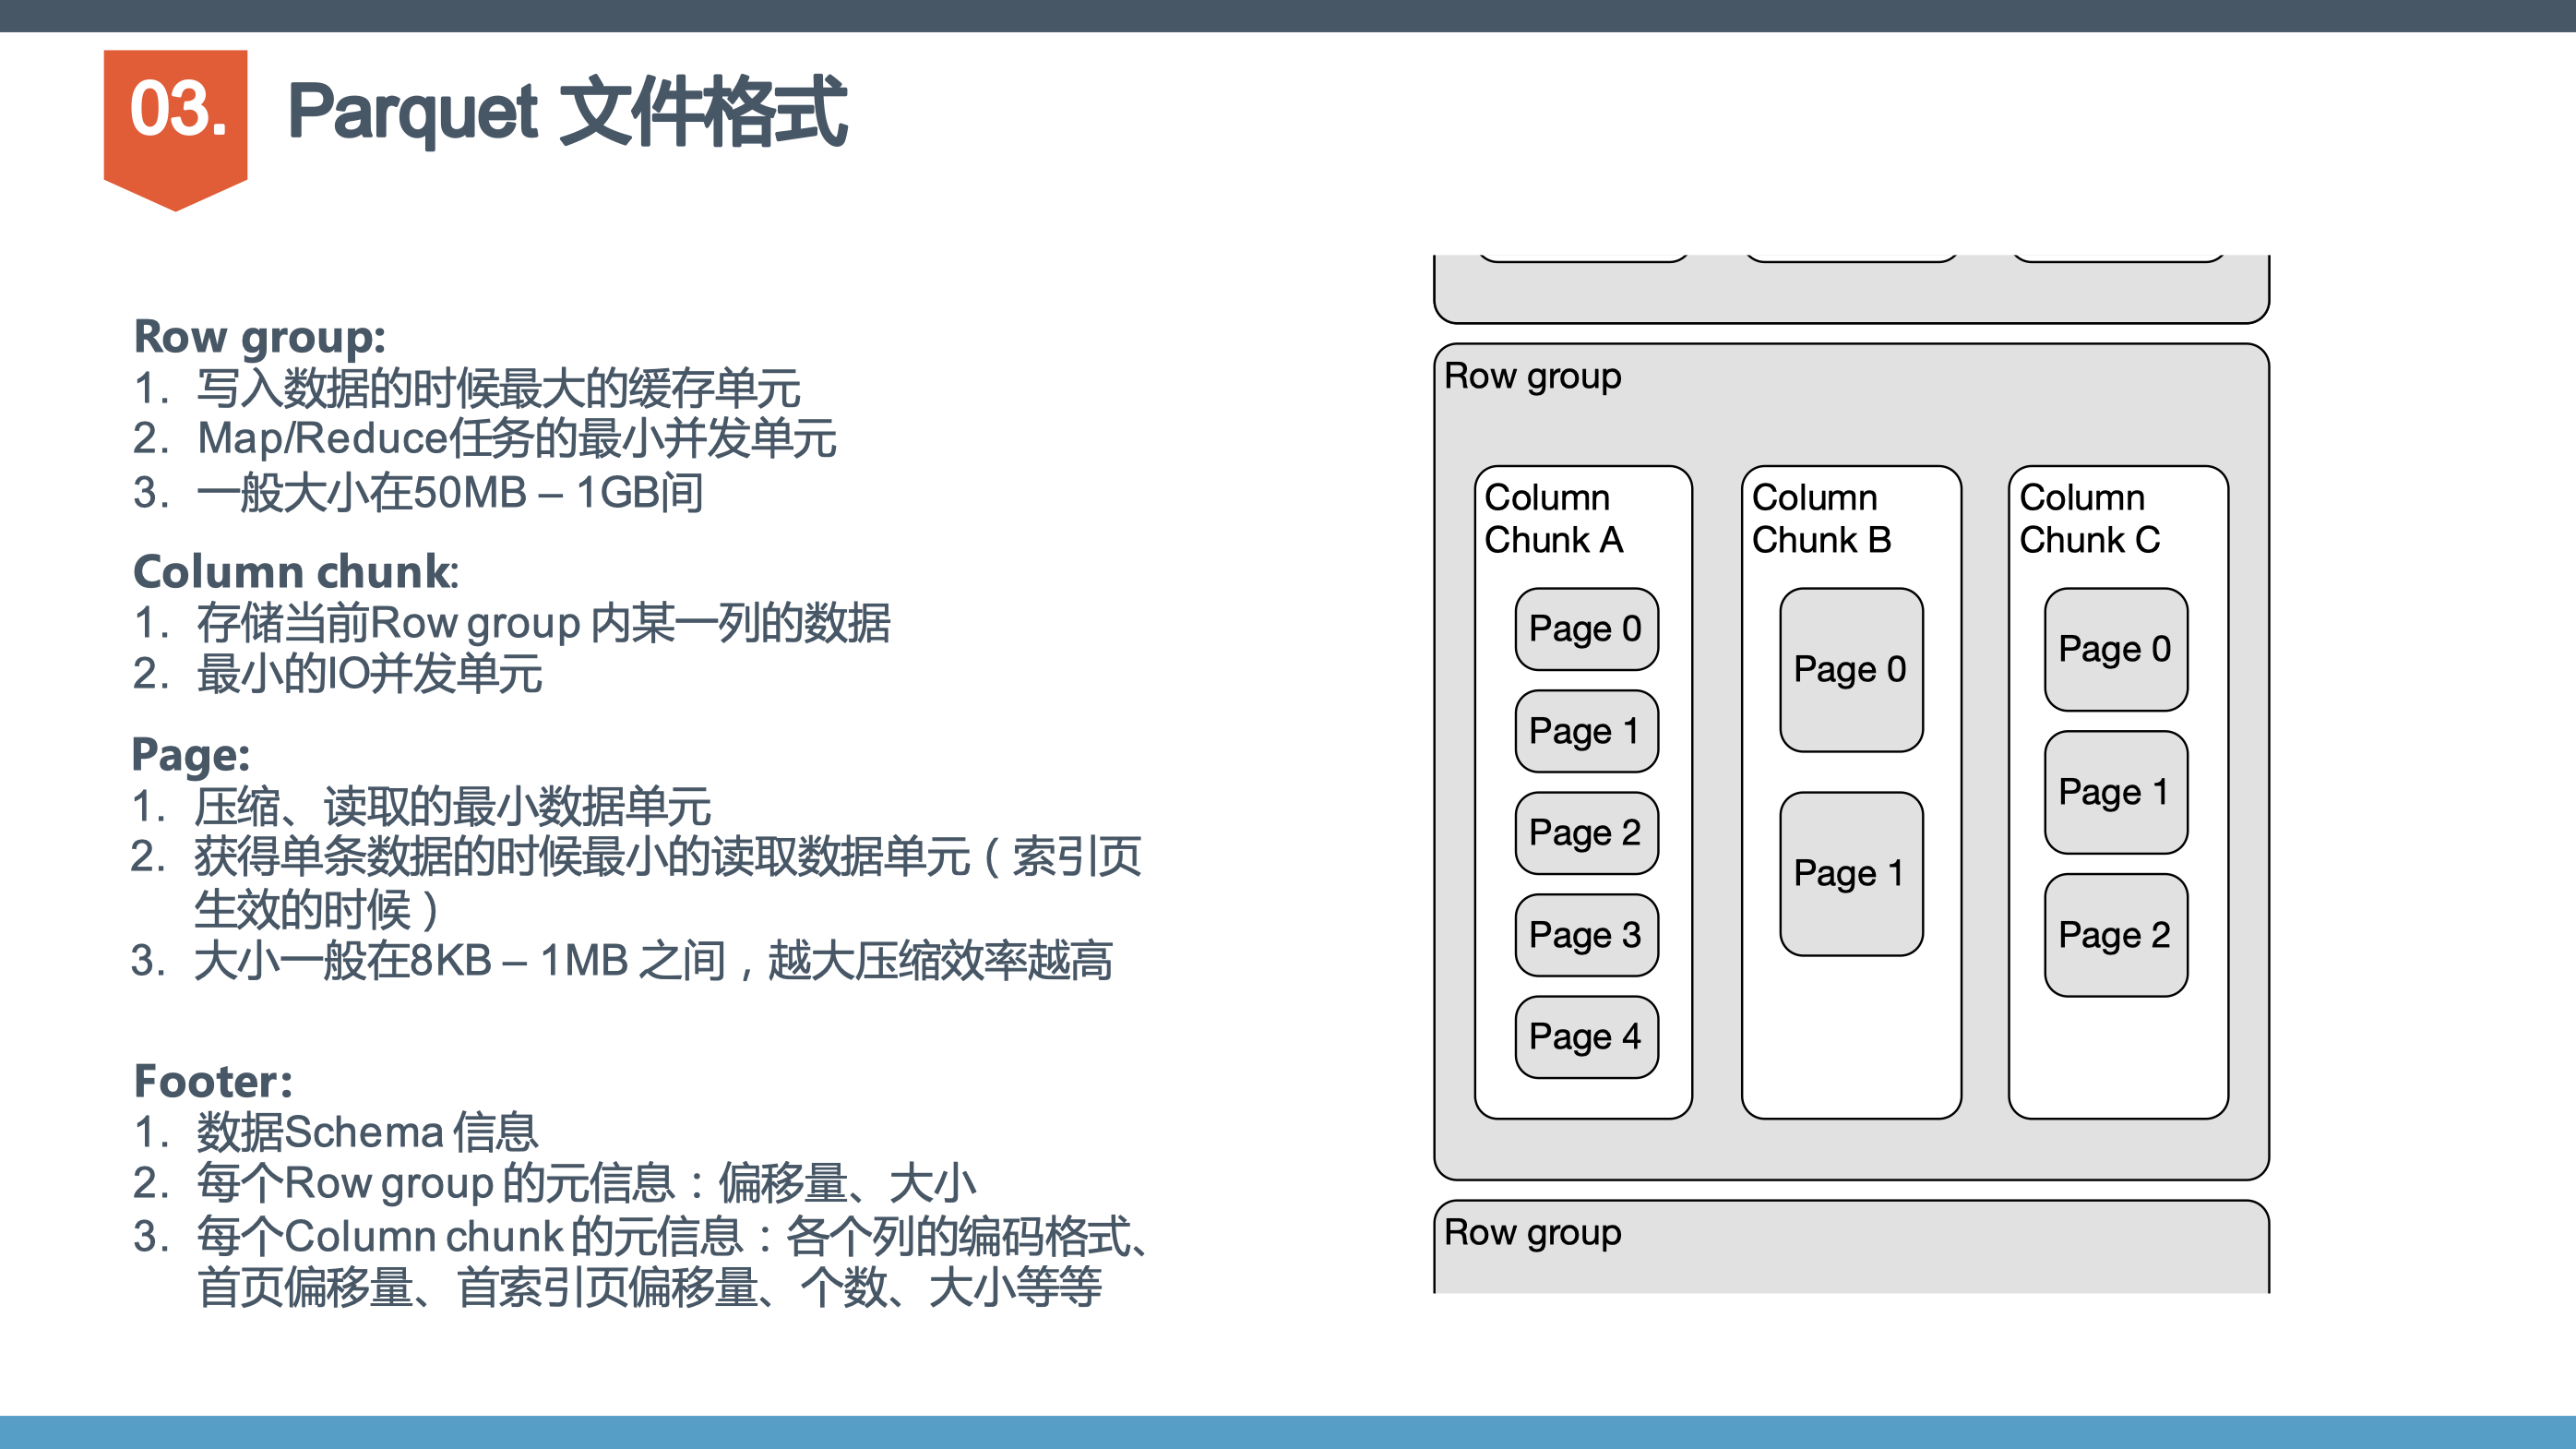 03.
Parquet 文件格式
Row group:
1. 写入数据的时候最大的缓存单元
2. Map/Reduce任务的最小并发单元
3. 一般大小在50MB – 1GB间
Column chunk:
1. 存储当前Row group 内某一列的数据
2. 最小的IO并发单元
Page:
1. 压缩、读取的最小数据单元
2. 获得单条数据的时候最小的读取数据单元（索引页
生效的时候）
3. 大小一般在8KB – 1MB 之间，越大压缩效率越高
Footer:
1. 数据Schema 信息
2. 每个Row group 的元信息：偏移量、大小
3. 每个Column chunk 的元信息：各个列的编码格式、
首页偏移量、首索引页偏移量、个数、大小等等
Row group
Column
Chunk A
Page 0
Page 1
Page 2
Page 3
Page 4
Column
Chunk B
Page 0
Page 1
Column
Chunk C
Page 0
Page 1
Page 2
Row group